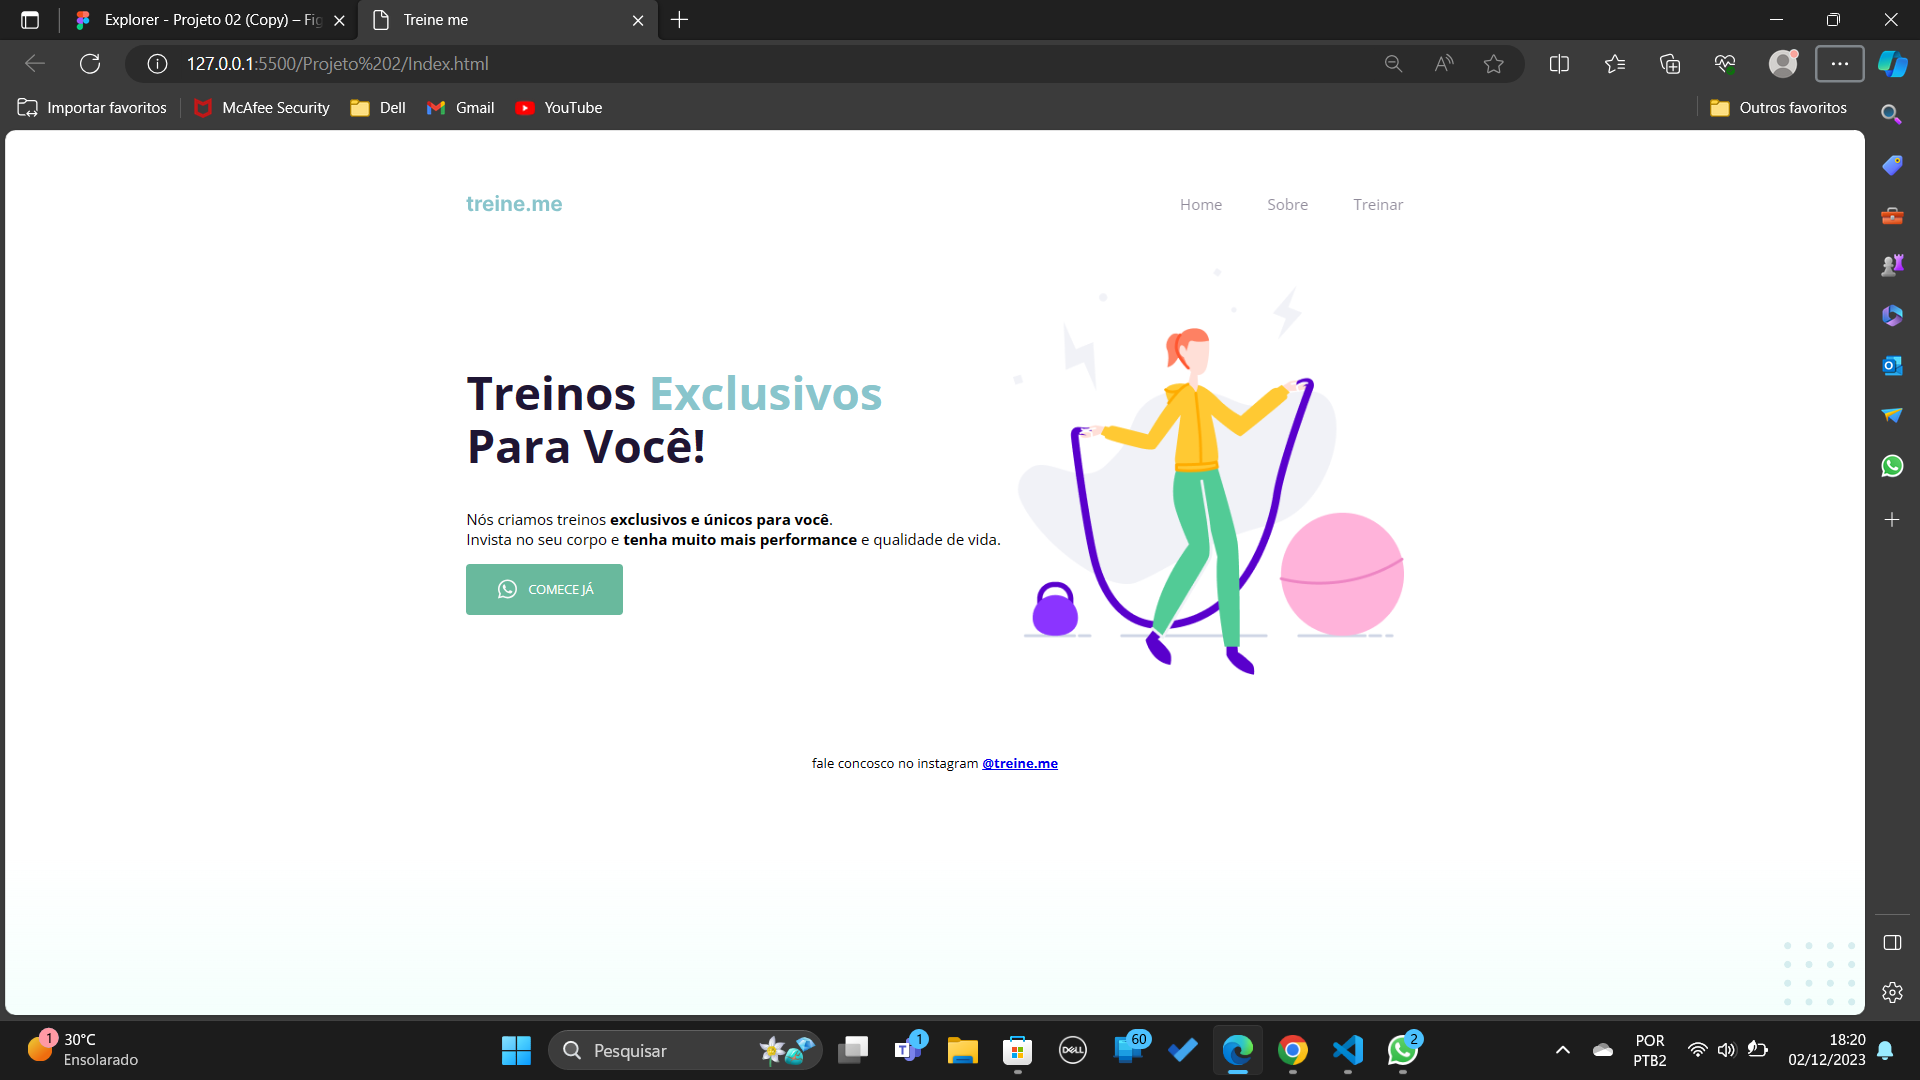 Explorer - Projeto 02 (Copy) – Fig
Treine me
127.0.0.1:5500/Projeto%202/Index.html
Importar favoritos
McAfee Security
Dell
Gmail
YouTube
Outros favoritos
treine.me
Home
Sobre
Treinar
Treinos Exclusivos
Para Você!
Nós criamos treinos exclusivos e únicos para você.
Invista no seu corpo e tenha muito mais performance e qualidade de vida.
COMECE JÁ
fale concosco no instagram @treine.me
1
30°C
Ensolarado
Pesquisar
1
DELL
60
2
POR
PTB2
18:20
02/12/2023